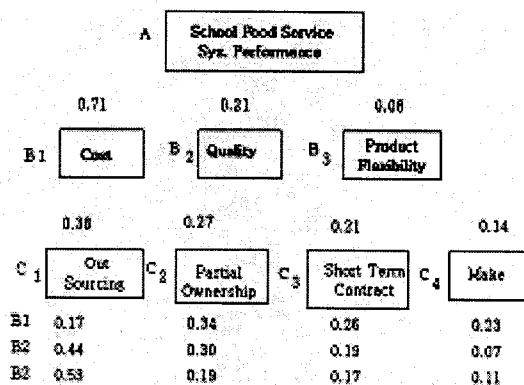 A
School Food Service
Sys. Performance
0.71 0.21 0.08
B1 Cost B2 Quality B3 Product
Flexibility
0.38 0.27 0.21 0.14
C1 Out
Sourcing C2 Partial
Ownership C3 Short Term
Contract C4 Make
B1 0.17 0.34 0.26 0.23
B2 0.44 0.30 0.19 0.07
B2 0.53 0.19 0.17 0.11